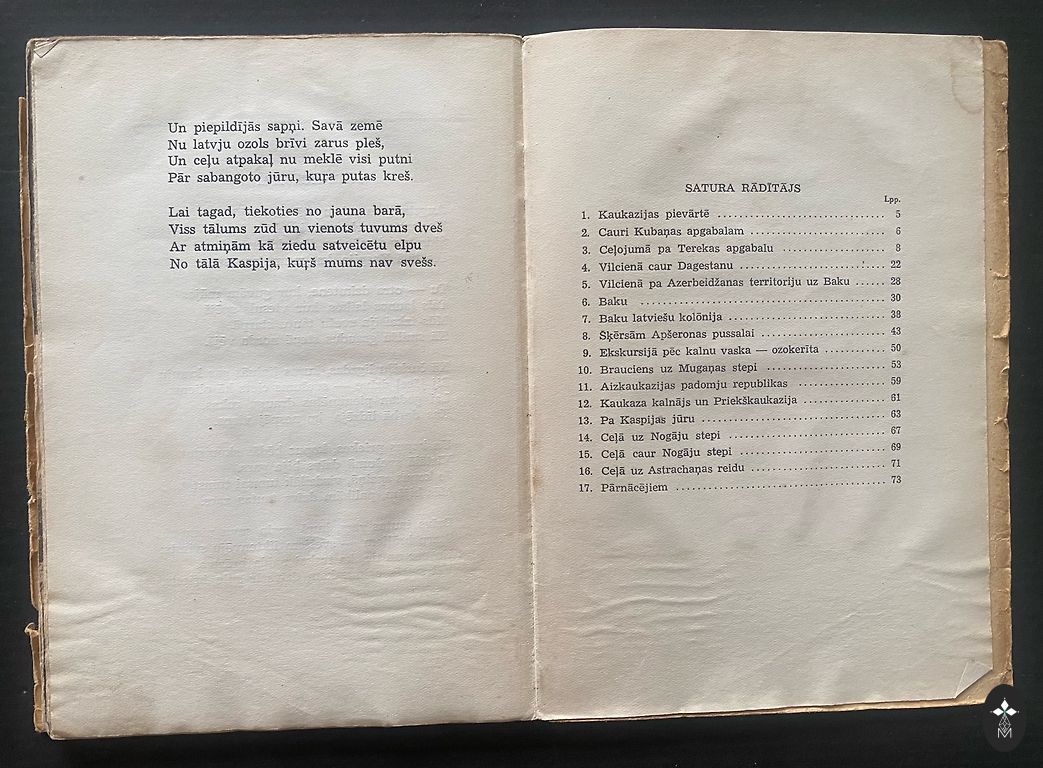 Un piepildījās sapņi. Savā zemē
Nu latvju ozols brīvi zarus pleš,
Un ceļu atpakaļ nu meklē visi putni
Pār sabangoto jūru, kuŗa putas kreš.
Lai tagad, tiekoties no jauna barā,
Viss tālums zūd un vienots tuvums dveš
Ar atmiņām kā ziedu satveicētu elpu
No tālā Kaspija, kuŗš mums nav svešs.
SATURA RĀDĪTĀJS
Lpp.
1. Kaukazijas pievārtē ................................ 5
2. Cauri Kubaņas apgabalam .......................... 6
3. Ceļojumā pa Terekas apgabalu .................... 8
4. Vilcienā caur Dagestanu ............................ 22
5. Vilcienā pa Azerbeidžanas territoriju uz Baku ...... 28
6. Baku ............................................... 30
7. Baku latviešu kolōnija .............................. 38
8. Šķērsām Apšeronas pussalai ........................ 43
9. Ekskursijā pēc kalnu vaska — ozokerīta ............ 50
10. Brauciens uz Mugaņas stepi ....................... 53
11. Aizkaukazijas padomju republikas ................. 59
12. Kaukaza kalnājs un Priekškaukazija ................ 61
13. Pa Kaspijas jūru ................................... 63
14. Ceļā uz Nogāju stepi .............................. 67
15. Ceļā caur Nogāju stepi ............................ 69
16. Ceļā uz Astrachaņas reidu .......................... 71
17. Pārnācējiem ........................................ 73
M